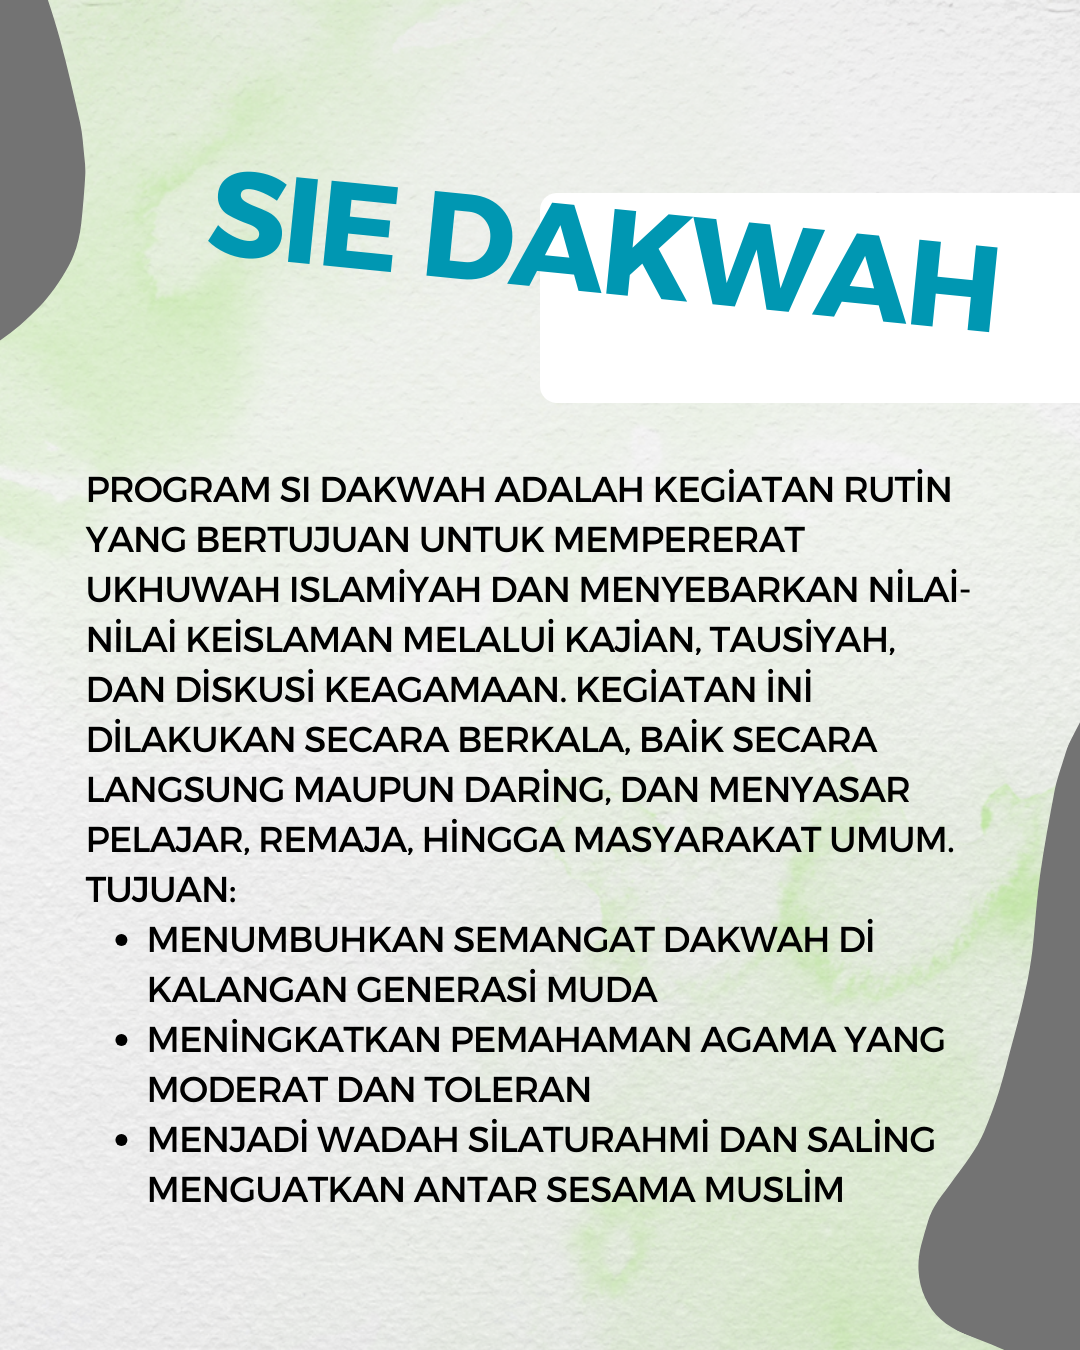 SIE DAKWAH
PROGRAM SI DAKWAH ADALAH KEGİATAN RUTİN
YANG BERTUJUAN UNTUK MEMPERERAT
UKHUWAH ISLAMİYAH DAN MENYEBARKAN NİLAİ-
NİLAİ KEİSLAMAN MELALUİ KAJİAN, TAUSİYAH,
DAN DİSKUSİ KEAGAMAAN. KEGİATAN İNİ
DİLAKUKAN SECARA BERKALA, BAİK SECARA
LANGSUNG MAUPUN DARİNG, DAN MENYASAR
PELAJAR, REMAJA, HİNGGA MASYARAKAT UMUM.
TUJUAN:
• MENUMBUHKAN SEMANGAT DAKWAH Dİ
KALANGAN GENERASİ MUDA
• MENİNGKATKAN PEMAHAMAN AGAMA YANG
MODERAT DAN TOLERAN
• MENJADİ WADAH SİLATURAHMİ DAN SALİNG
MENGUATKAN ANTAR SESAMA MUSLİM